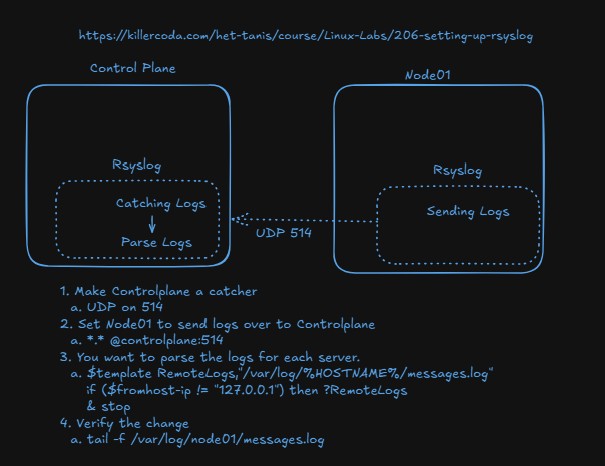 https://killercoda.com/het-tanis/course/Linux-Labs/206-setting-up-rsyslog
Control Plane
Node01
Rsyslog
Catching Logs
Parse Logs
UDP 514
Rsyslog
Sending Logs
1. Make Controlplane a catcher
a. UDP on 514
2. Set Node01 to send logs over to Controlplane
a. *.* @controlplane:514
3. You want to parse the logs for each server.
a. $template RemoteLogs,"/var/log/%HOSTNAME%/messages.log"
if ($fromhost-ip != "127.0.0.1") then ?RemoteLogs
& stop
4. Verify the change
a. tail -f /var/log/node01/messages.log